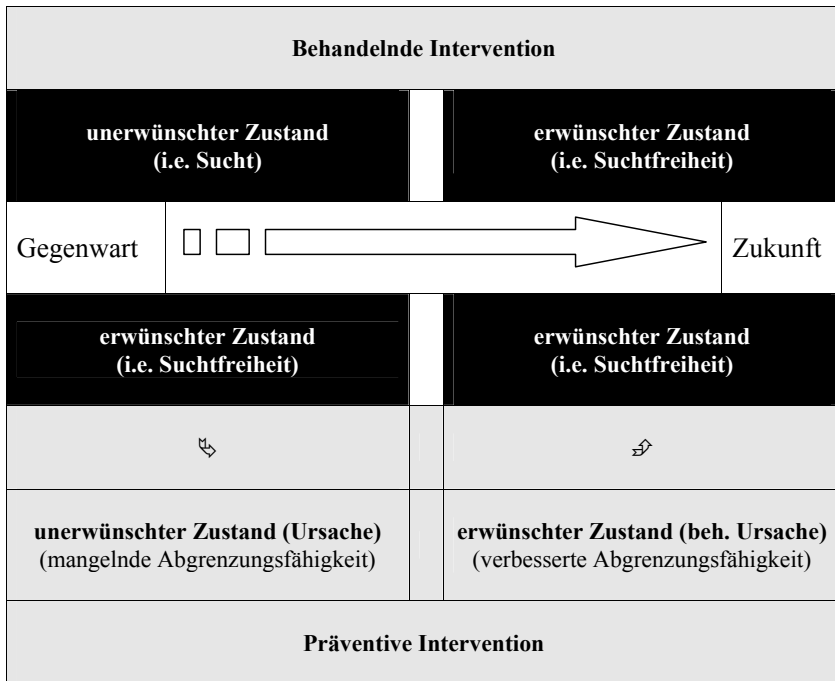 Behandelnde Intervention
unerwünschter Zustand
(i.e. Sucht)
erwünschter Zustand
(i.e. Suchtfreiheit)
Gegenwart
Zukunft
erwünschter Zustand
(i.e. Suchtfreiheit)
erwünschter Zustand
(i.e. Suchtfreiheit)
unerwünschter Zustand (Ursache)
(mangelnde Abgrenzungsfähigkeit)
erwünschter Zustand (beh. Ursache)
(verbesserte Abgrenzungsfähigkeit)
Präventive Intervention